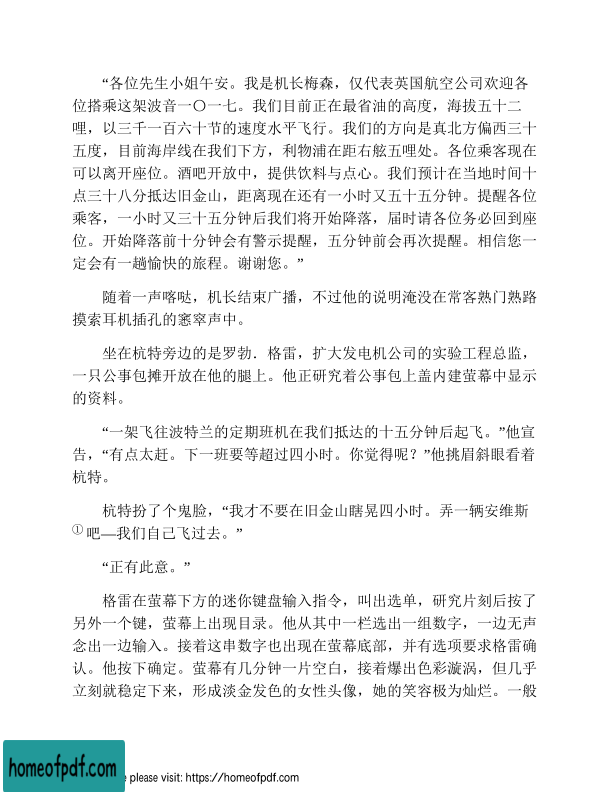 “各位先生小姐午安。我是机长梅森，仅代表英国航空公司欢迎各
位搭乘这架波音一〇一七。我们目前正在最省油的高度，海拔五十二
哩，以三千一百六十节的速度水平飞行。我们的方向是真北方偏西三十
五度，目前海岸线在我们下方，利物浦在距右舷五哩处。各位乘客现在
可以离开座位。酒吧开放中，提供饮料与点心。我们预计在当地时间十
点三十八分抵达旧金山，距离现在还有一小时又五十五分钟。提醒各位
乘客，一小时又三十五分钟后我们将开始降落，届时请各位务必回到座
位。开始降落前十分钟会有警示提醒，五分钟前会再次提醒。相信您一
定会有一趟愉快的旅程。谢谢您。”
随着一声喀哒，机长结束广播，不过他的说明淹没在常客熟门熟路
摸索耳机插孔的窸窣声中。
坐在杭特旁边的是罗勃．格雷，扩大发电机公司的实验工程总监，
一只公事包摊开放在他的腿上。他正研究着公事包上盖内建萤幕中显示
的资料。
“一架飞往波特兰的定期班机在我们抵达的十五分钟后起飞。”他宣
告，“有点太赶。下一班要等超过四小时。你觉得呢？”他挑眉斜眼看着
杭特。
杭特扮了个鬼脸，“我才不要在旧金山瞎晃四小时。弄一辆安维斯
① 吧—我们自己飞过去。”
“正有此意。”
格雷在萤幕下方的迷你键盘输入指令，叫出选单，研究片刻后按了
另外一个键，萤幕上出现目录。他从其中一栏选出一组数字，一边无声
念出一边输入。接着这串数字也出现在萤幕底部，并有选项要求格雷确
认。他按下确定。萤幕有几分钟一片空白，接着爆出色彩漩涡，但几乎
立刻就稳定下来，形成淡金发色的女性头像，她的笑容极为灿烂。一般
homeofpdf.com
e please visit: https://homeofpdf.com